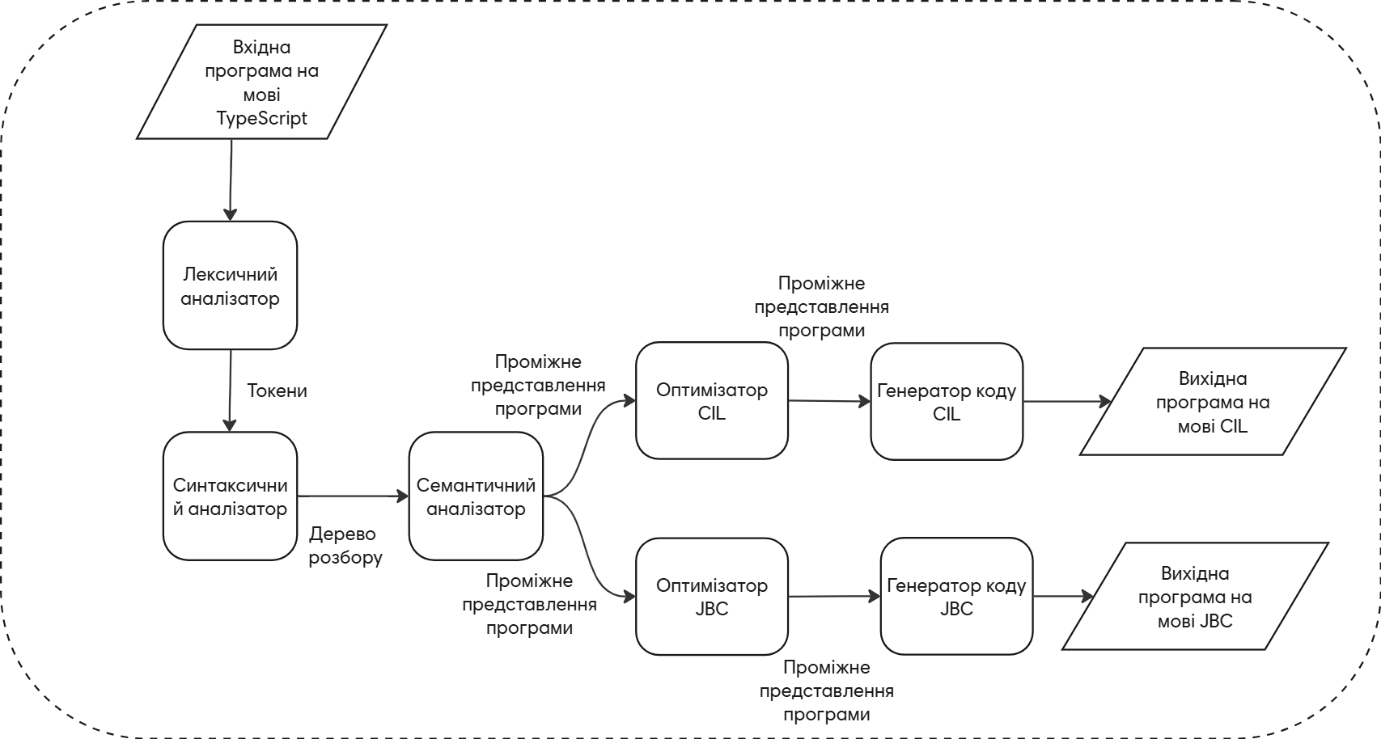 Вхідна
програма на
мові
TypeScript
Лексичний
аналізатор
Токени
Синтаксични
й аналізатор
Дерево
розбору
Семантичний
аналізатор
Проміжне
представлення
програми
Оптимізатор
CIL
Проміжне
представлення
програми
Генератор коду
CIL
Вихідна
програма на
мові CIL
Проміжне
представлення
програми
Оптимізатор
JBC
Проміжне
представлення
програми
Генератор коду
JBC
Вихідна
програма на
мові JBC